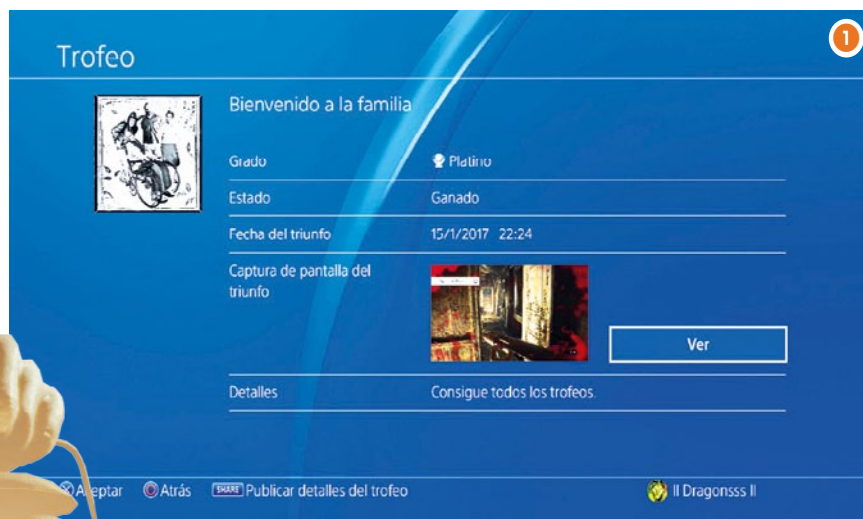 Trofeo
1
Bienvenido a la familia
Grado Platino
Estado Ganado
Fecha del triunfo 15/1/2017 22:24
Captura de pantalla del
triunfo
Ver
Detalles Consigue todos los trofeos.
Aceptar Atrás SHARE Publicar detalles del trofeo II Dragonsss II